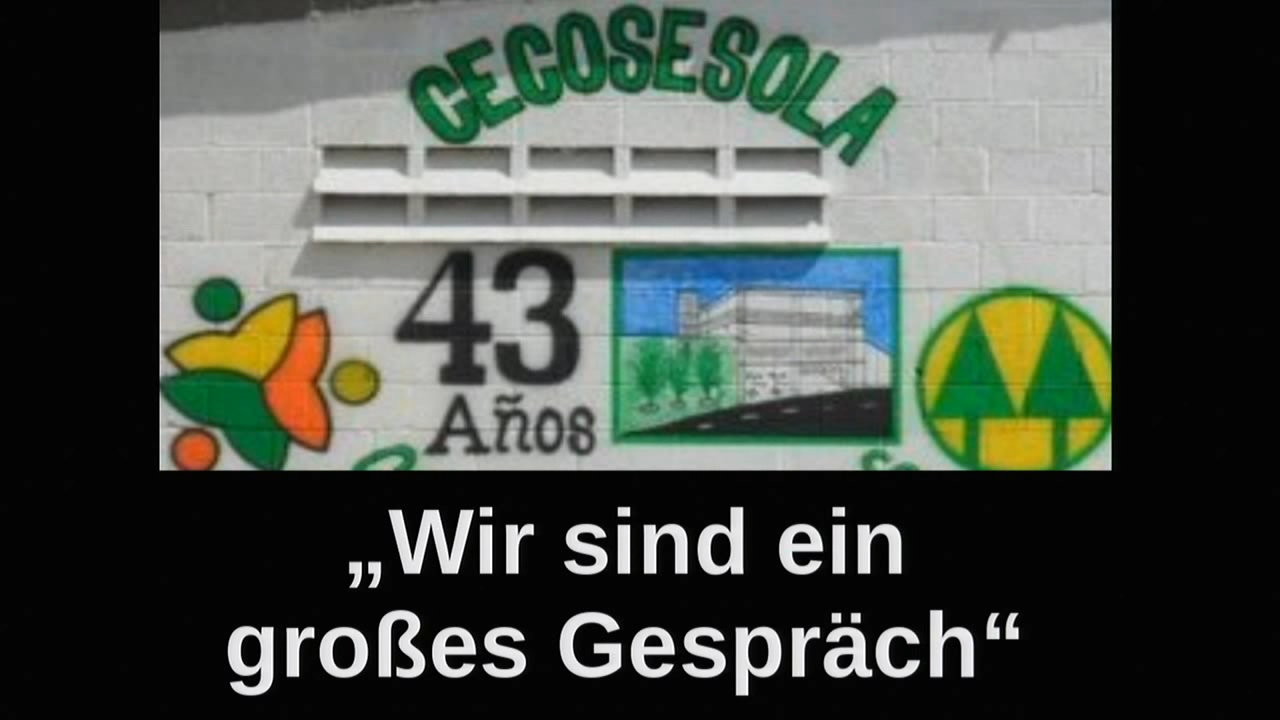 CECOSESOLA
43
Años
„Wir sind ein
großes Gespräch“